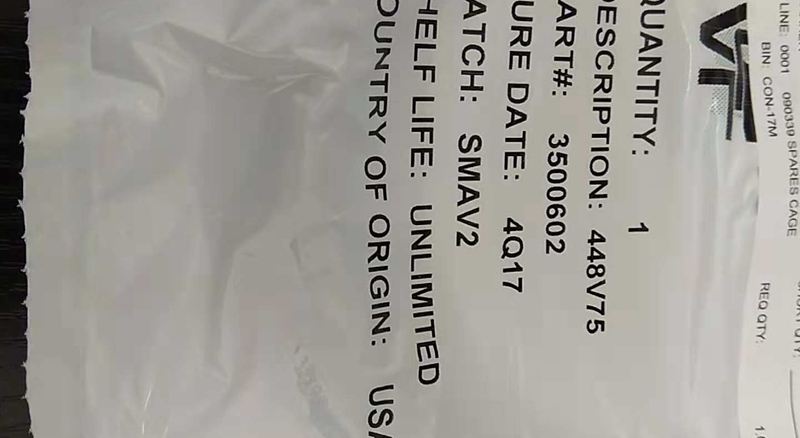 LINE: 0001 090339 SPARES CAGE
BIN: CON-17M
REQ QTY:
QUANTITY: 1
DESCRIPTION: 448V75
ART#: 3500602
URE DATE: 4Q17
ATCH: SMAV2
HELF LIFE: UNLIMITED
OUNTRY OF ORIGIN: USA